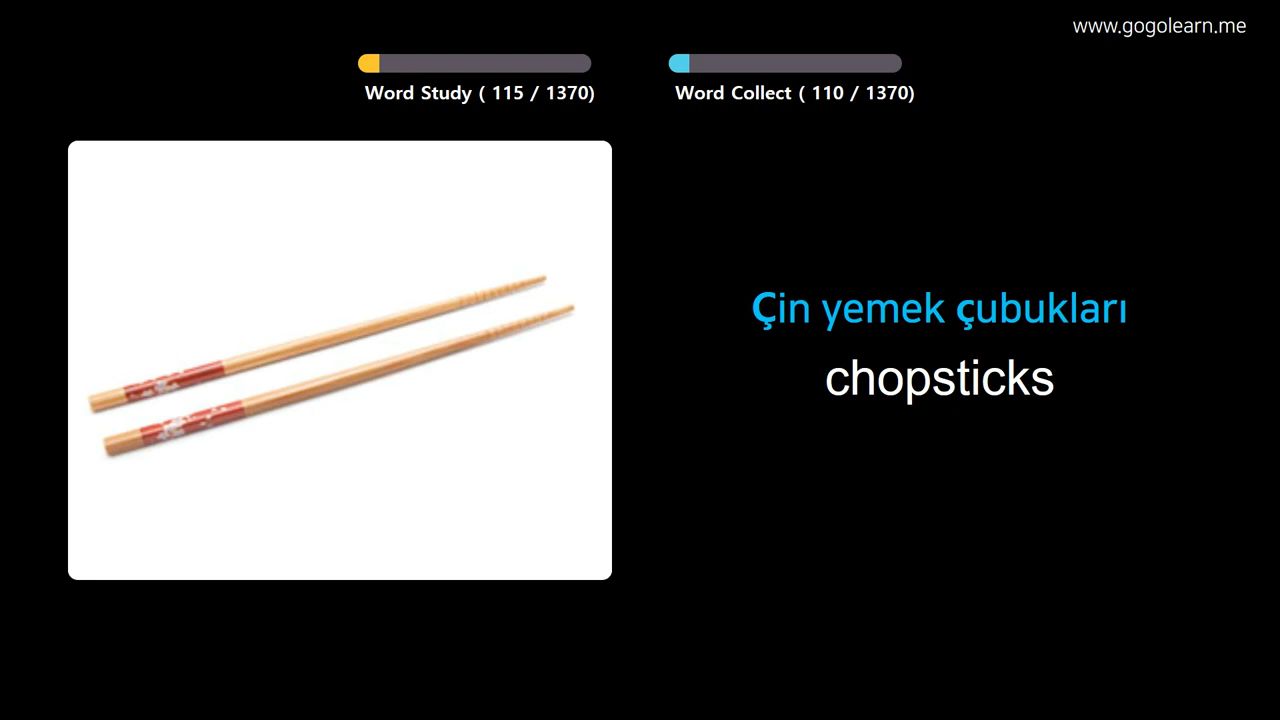 www.gogolearn.me
Word Study ( 115 / 1370)
Word Collect ( 110 / 1370)
Çin yemek çubukları
chopsticks